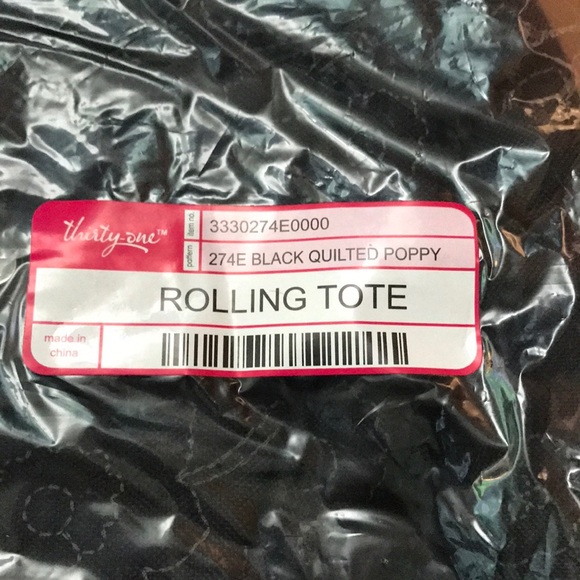 thirty-one™
item no. 3330274E0000
pattern 274E BLACK QUILTED POPPY
ROLLING TOTE
made in
china